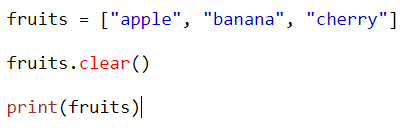 fruits = ["apple", "banana", "cherry"]
fruits.clear()
print(fruits)